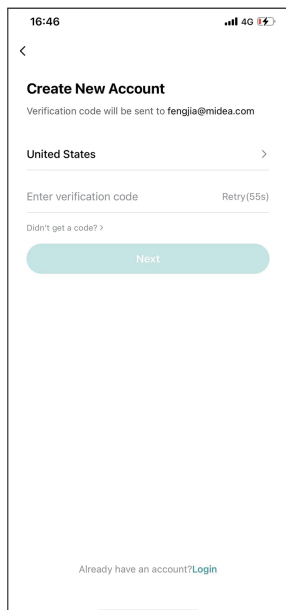 16:46
4G
Create New Account
Verification code will be sent to fengjia@midea.com
United States
Enter verification code Retry(55s)
Didn't get a code? >
Next
Already have an account?Login